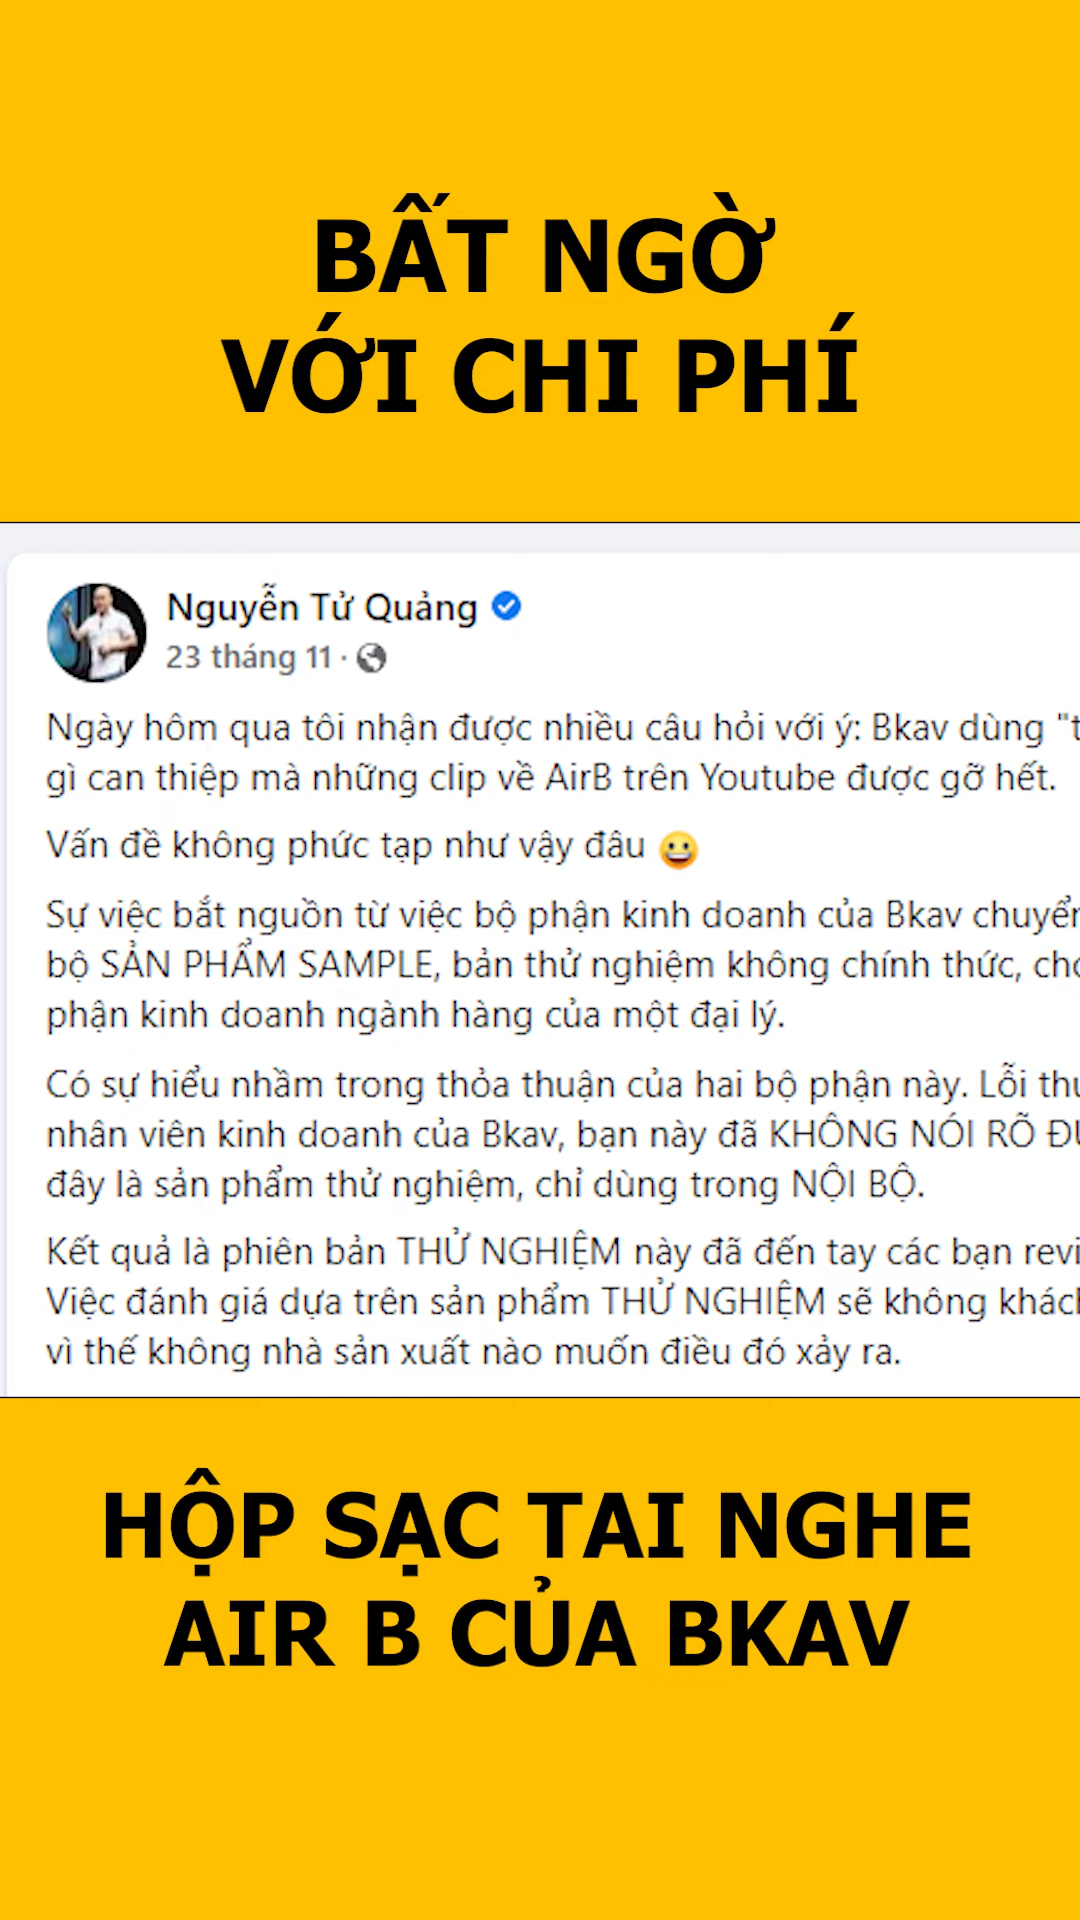 BẤT NGỜ
VỚI CHI PHÍ
Nguyễn Tử Quảng
23 tháng 11 ·
Ngày hôm qua tôi nhận được nhiều câu hỏi với ý: Bkav dùng
gì can thiệp mà những clip về AirB trên Youtube được gỡ hết.
Vấn đề không phức tạp như vậy đâu 😀
Sự việc bắt nguồn từ việc bộ phận kinh doanh của Bkav chuyển
bộ SẢN PHẨM SAMPLE, bản thử nghiệm không chính thức,
phận kinh doanh ngành hàng của một đại lý.
Có sự hiểu nhầm trong thỏa thuận của hai bộ phận này. Lỗi
nhân viên kinh doanh của Bkav, bạn này đã KHÔNG NÓI RÕ
đây là sản phẩm thử nghiệm, chỉ dùng trong NỘI BỘ.
Kết quả là phiên bản THỬ NGHIỆM này đã đến tay các bạn
Việc đánh giá dựa trên sản phẩm THỬ NGHIỆM sẽ không
vì thế không nhà sản xuất nào muốn điều đó xảy ra.
HỘP SẠC TAI NGHE
AIR B CỦA BKAV